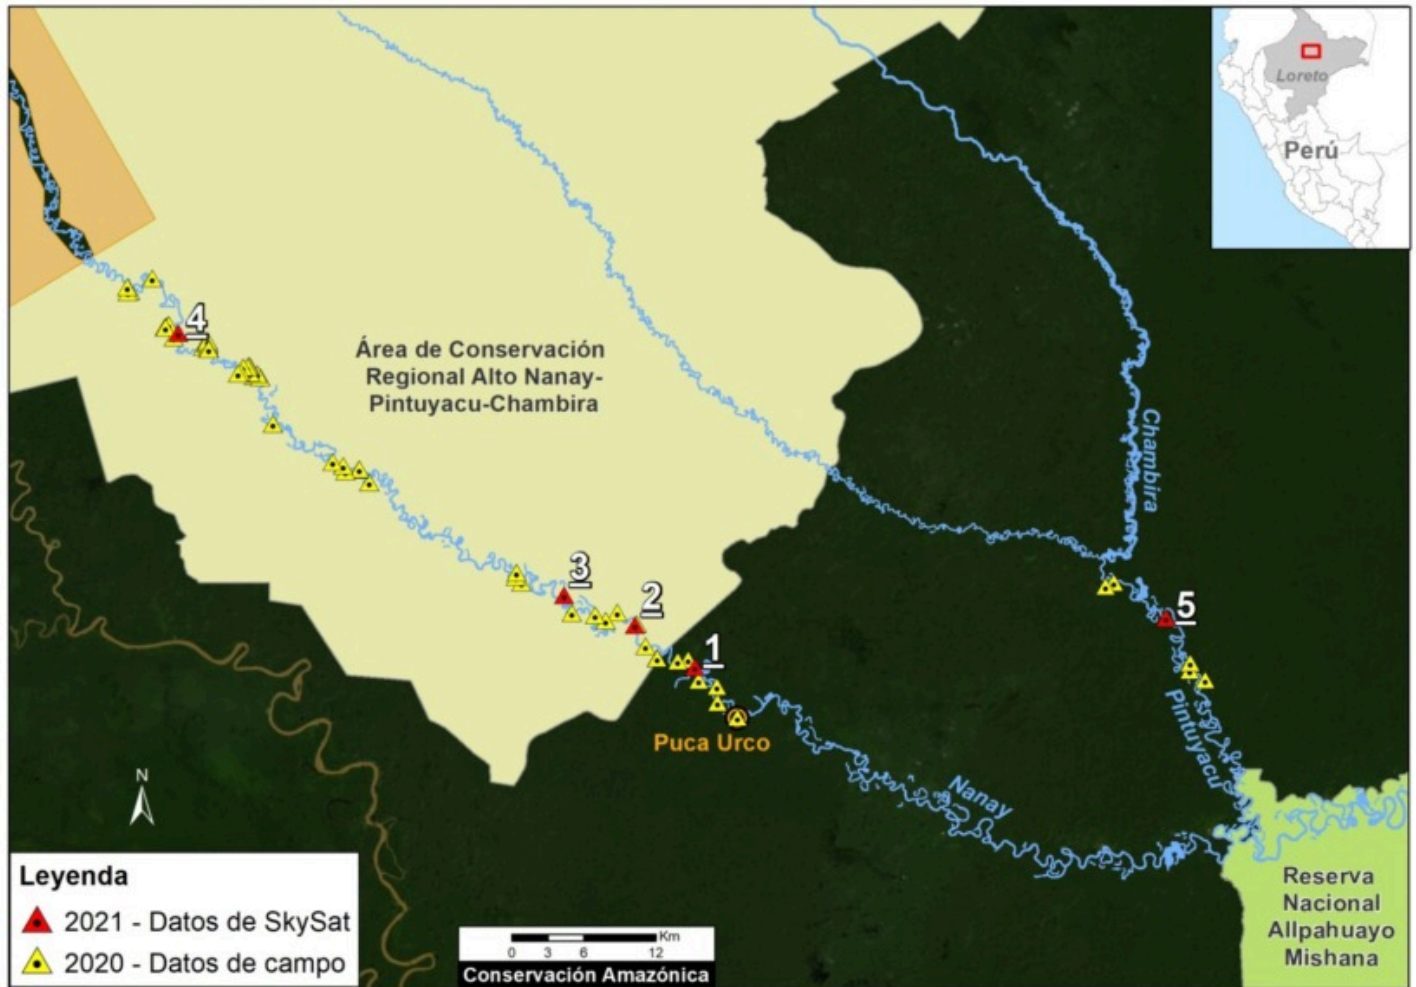 Loreto
Perú
4
Área de Conservación
Regional Alto Nanay-
Pintuyacu-Chambira
Chambira
3
2
5
1
Puca Urco
Pintuyacu
Nanay
N
Leyenda
2021 - Datos de SkySat
2020 - Datos de campo
Km
0 3 6 12
Conservación Amazónica
Reserva
Nacional
Allpahuayo
Mishana